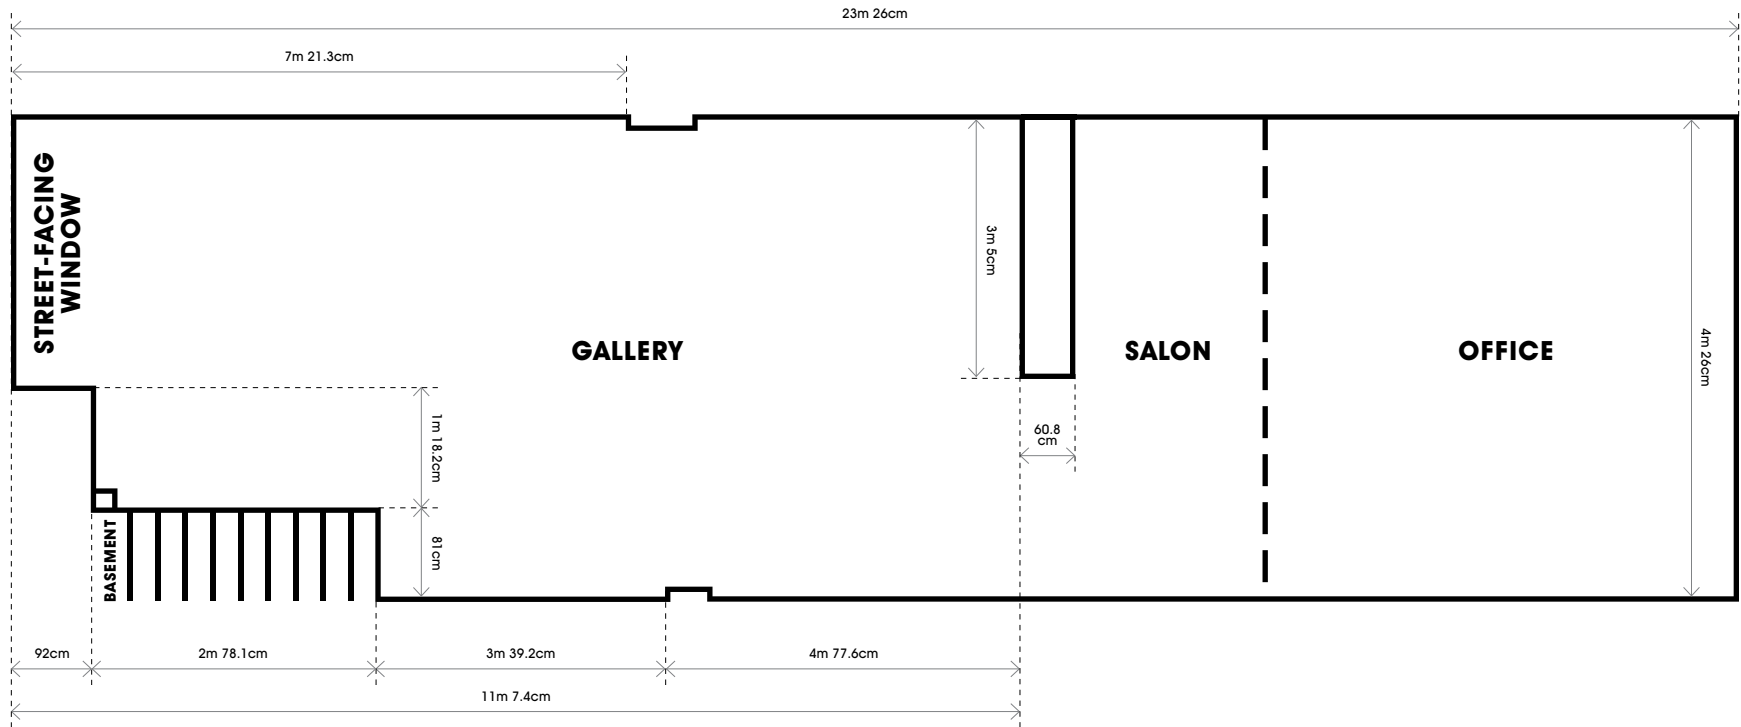 23m 26cm
7m 21.3cm
STREET-FACING
WINDOW
3m 5cm
GALLERY
SALON
OFFICE
4m 26cm
1m 18.2cm
60.8
cm
81cm
BASEMENT
92cm
2m 78.1cm
3m 39.2cm
4m 77.6cm
11m 7.4cm